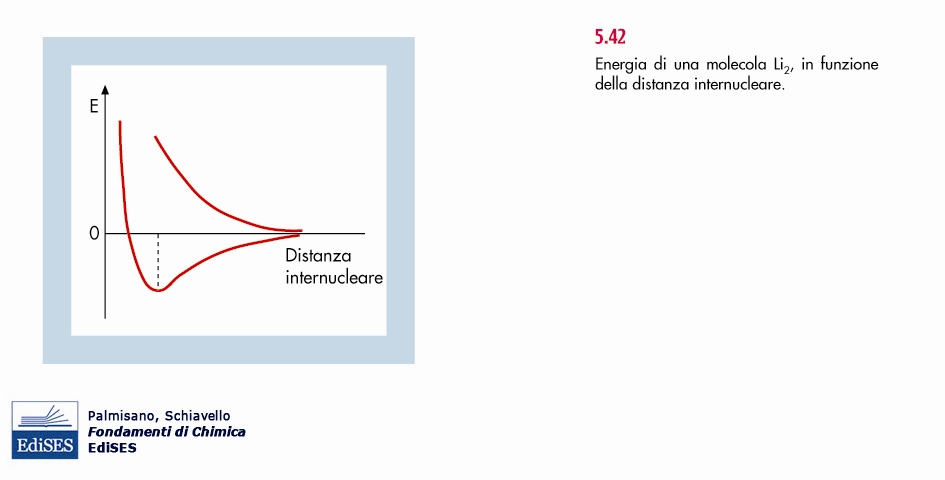 5.42
Energia di una molecola Li₂, in funzione
della distanza internucleare.
E
0
Distanza
internucleare
EdiSES
Palmisano, Schiavello
Fondamenti di Chimica
EdiSES